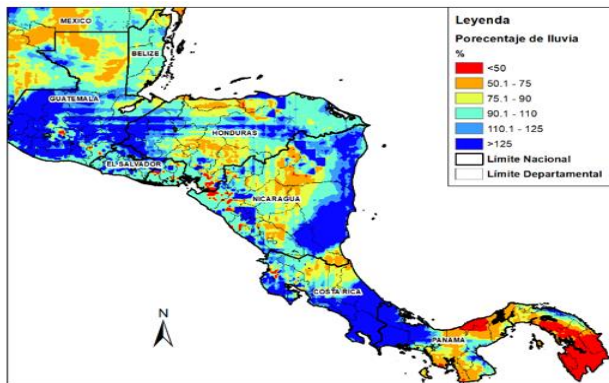 MEXICO
BELIZE
GUATEMALA
HONDURAS
EL SALVADOR
NICARAGUA
COSTA RICA
PANAMA
N
Leyenda
Porecentaje de lluvia
%
<50
50.1 - 75
75.1 - 90
90.1 - 110
110.1 - 125
>125
Límite Nacional
Límite Departamental